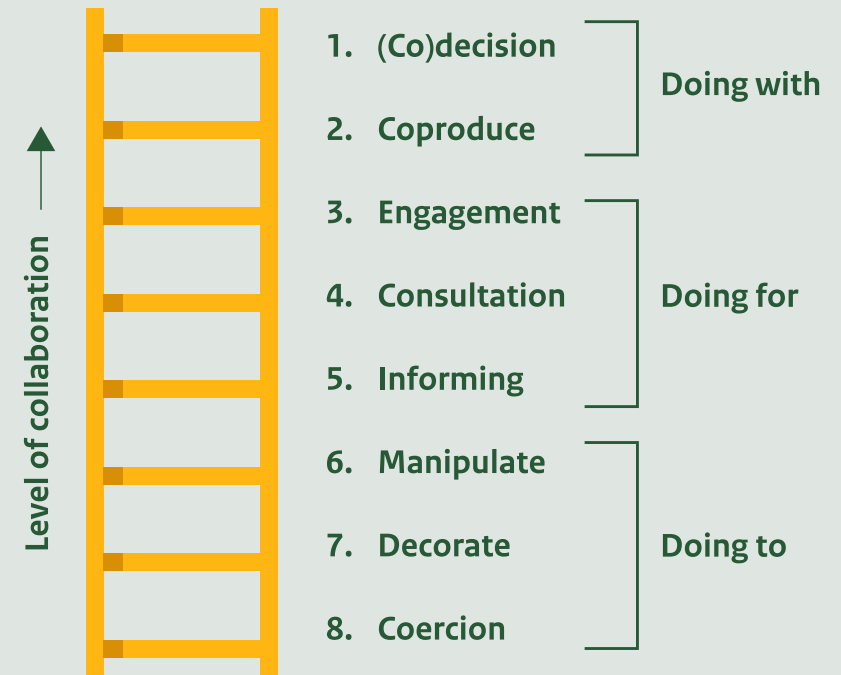 Level of collaboration
1. (Co)decision
2. Coproduce
Doing with
3. Engagement
4. Consultation
5. Informing
Doing for
6. Manipulate
7. Decorate
8. Coercion
Doing to